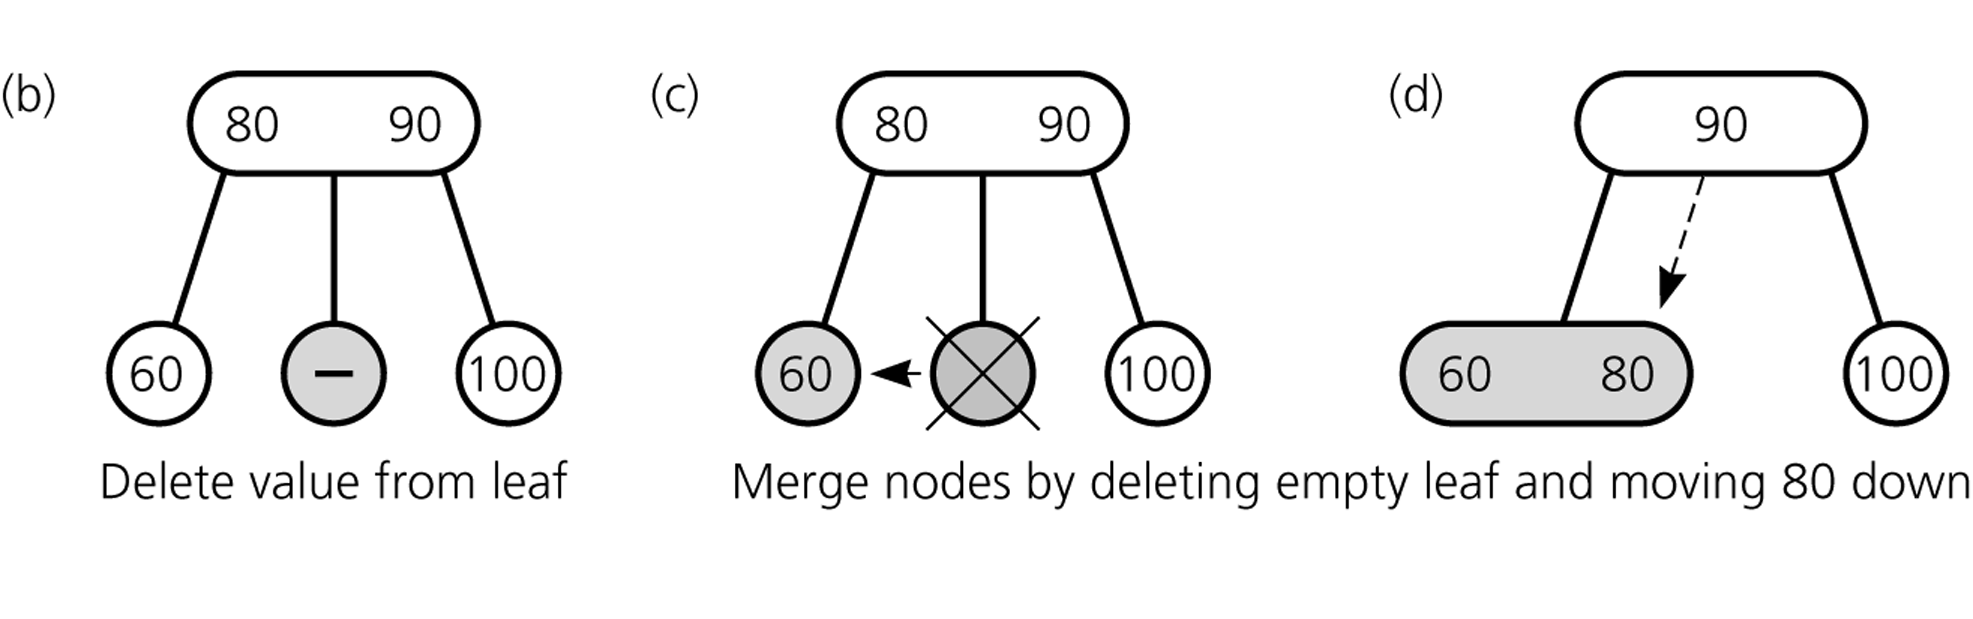 (b)
80 90
60 – 100
Delete value from leaf
(c)
80 90
60 100
(d)
90
60 80 100
Merge nodes by deleting empty leaf and moving 80 down